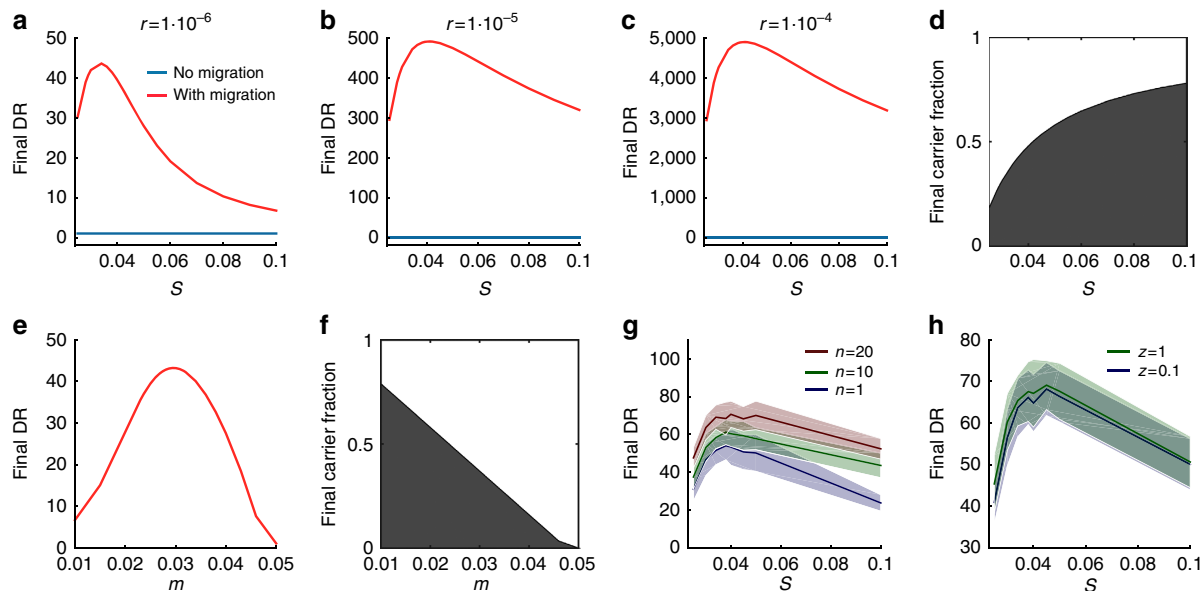 a
r=1·10⁻⁶
50
40
30
20
10
0
Final DR
No migration
With migration
0.04
0.06
0.08
0.1
S
b
r=1·10⁻⁵
500
400
300
200
100
0
Final DR
0.04
0.06
0.08
0.1
S
c
r=1·10⁻⁴
5,000
4,000
3,000
2,000
1,000
0
Final DR
0.04
0.06
0.08
0.1
S
d
1
0.5
0
Final carrier fraction
0.04
0.06
0.08
0.1
S
e
50
40
30
20
10
0
Final DR
0.01
0.02
0.03
0.04
0.05
m
f
1
0.5
0
Final carrier fraction
0.01
0.02
0.03
0.04
0.05
m
g
100
80
60
40
20
0
Final DR
n=20
n=10
n=1
0.04
0.06
0.08
0.1
S
h
80
70
60
50
40
30
Final DR
z=1
z=0.1
0.04
0.06
0.08
0.1
S